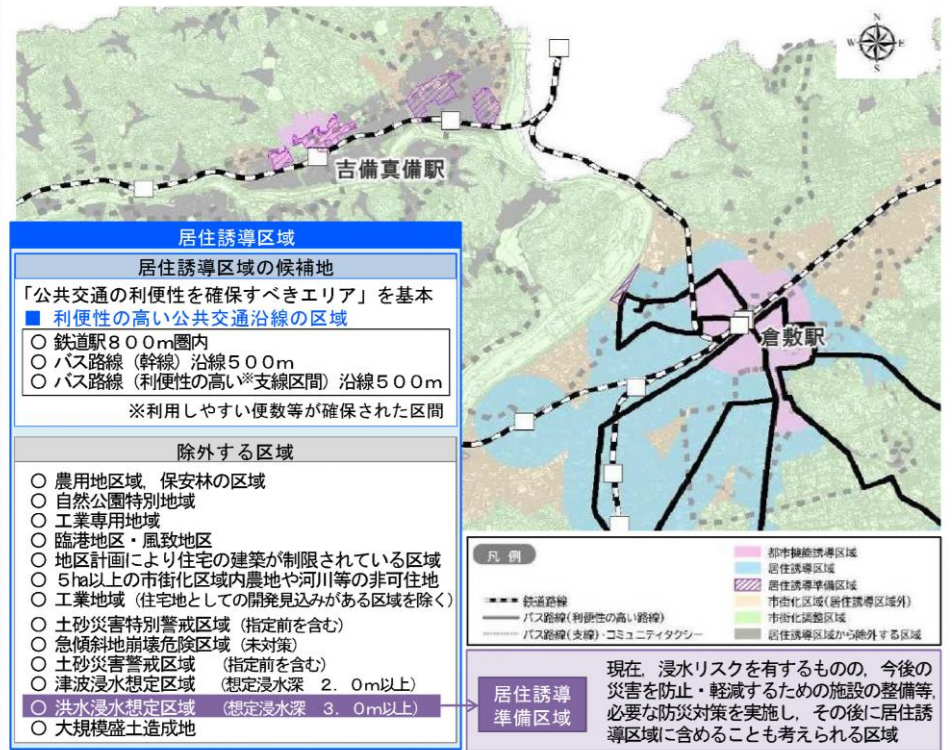 N
W
E
S
吉備真備駅
倉敷駅
居住誘導区域
居住誘導区域の候補地
「公共交通の利便性を確保すべきエリア」を基本
■ 利便性の高い公共交通沿線の区域
○ 鉄道駅800m圏内
○ バス路線（幹線）沿線500m
○ バス路線（利便性の高い※支線区間）沿線500m
※利用しやすい便数等が確保された区間
除外する区域
○ 農用地区域，保安林の区域
○ 自然公園特別地域
○ 工業専用地域
○ 臨港地区・風致地区
○ 地区計画により住宅の建築が制限されている区域
○ 5ha以上の市街化区域内農地や河川等の非可住地
○ 工業地域（住宅地としての開発見込みがある区域を除く）
○ 土砂災害特別警戒区域（指定前を含む）
○ 急傾斜地崩壊危険区域（未対策）
○ 土砂災害警戒区域　（指定前を含む）
○ 津波浸水想定区域　（想定浸水深　2．0m以上）
○ 洪水浸水想定区域　（想定浸水深　3．0m以上）
○ 大規模盛土造成地
凡 例
鉄道路線
バス路線(利便性の高い路線)
バス路線(支線)・コミュニティタクシー
都市機能誘導区域
居住誘導区域
居住誘導準備区域
市街化区域(居住誘導区域外)
市街化調整区域
居住誘導区域から除外する区域
居住誘導
準備区域
現在，浸水リスクを有するものの，今後の
災害を防止・軽減するための施設の整備等，
必要な防災対策を実施し，その後に居住誘
導区域に含めることも考えられる区域